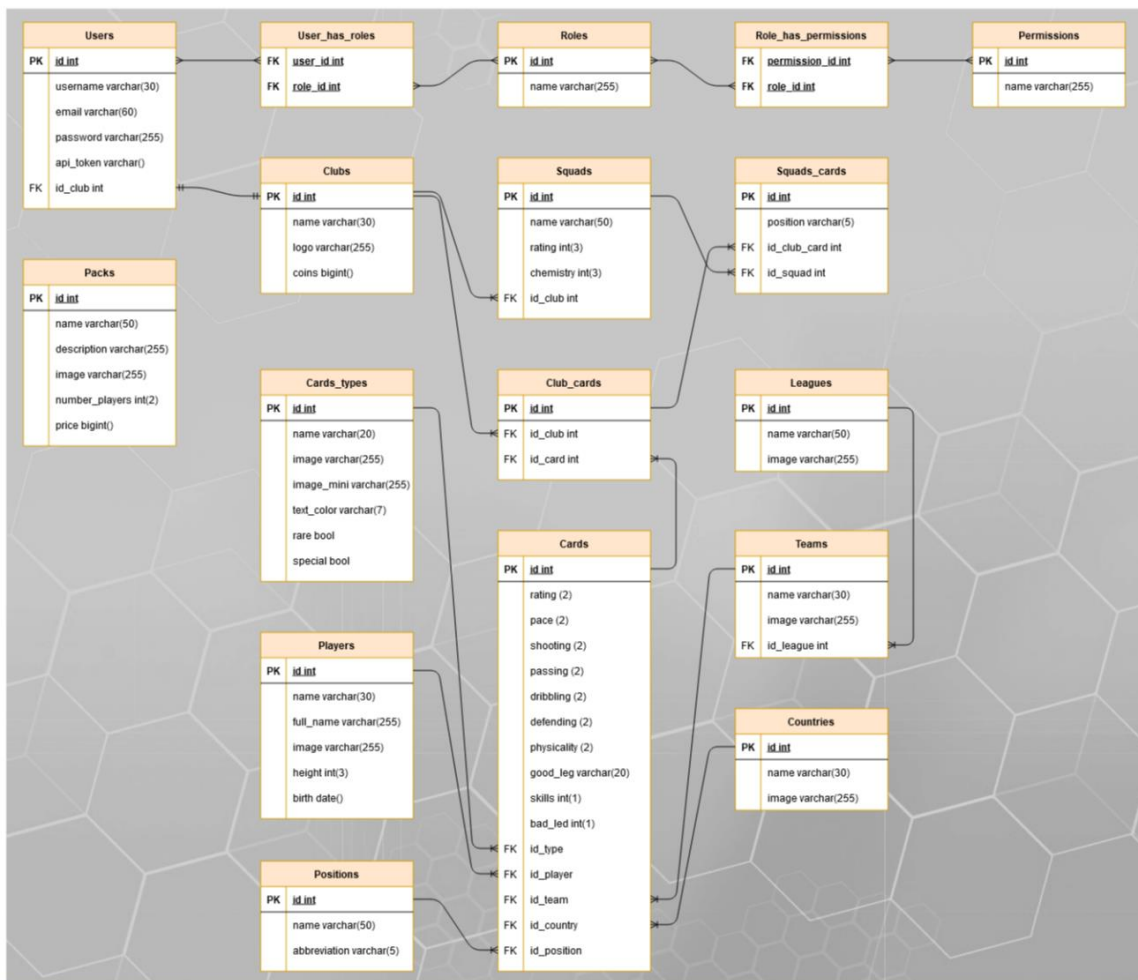 Users
PK id int
username varchar(30)
email varchar(60)
password varchar(255)
api_token varchar()
FK id_club int
User_has_roles
FK user_id int
FK role_id int
Roles
PK id int
name varchar(255)
Role_has_permissions
FK permission_id int
FK role_id int
Permissions
PK id int
name varchar(255)
Clubs
PK id int
name varchar(30)
logo varchar(255)
coins bigint()
Squads
PK id int
name varchar(50)
rating int(3)
chemistry int(3)
FK id_club int
Squads_cards
PK id int
position varchar(5)
FK id_club_card int
FK id_squad int
Packs
PK id int
name varchar(50)
description varchar(255)
image varchar(255)
number_players int(2)
price bigint()
Cards_types
PK id int
name varchar(20)
image varchar(255)
image_mini varchar(255)
text_color varchar(7)
rare bool
special bool
Club_cards
PK id int
FK id_club int
FK id_card int
Leagues
PK id int
name varchar(50)
image varchar(255)
Cards
PK id int
rating (2)
pace (2)
shooting (2)
passing (2)
dribbling (2)
defending (2)
physicality (2)
good_leg varchar(20)
skills int(1)
bad_led int(1)
FK id_type
FK id_player
FK id_team
FK id_country
FK id_position
Teams
PK id int
name varchar(30)
image varchar(255)
FK id_league int
Players
PK id int
name varchar(30)
full_name varchar(255)
image varchar(255)
height int(3)
birth date()
Countries
PK id int
name varchar(30)
image varchar(255)
Positions
PK id int
name varchar(50)
abbreviation varchar(5)